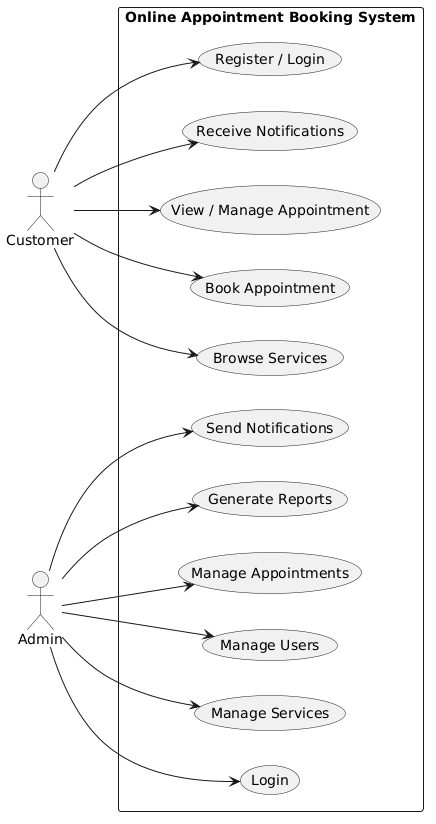 Online Appointment Booking System
Register / Login
Receive Notifications
View / Manage Appointment
Customer
Book Appointment
Browse Services
Send Notifications
Generate Reports
Manage Appointments
Admin
Manage Users
Manage Services
Login